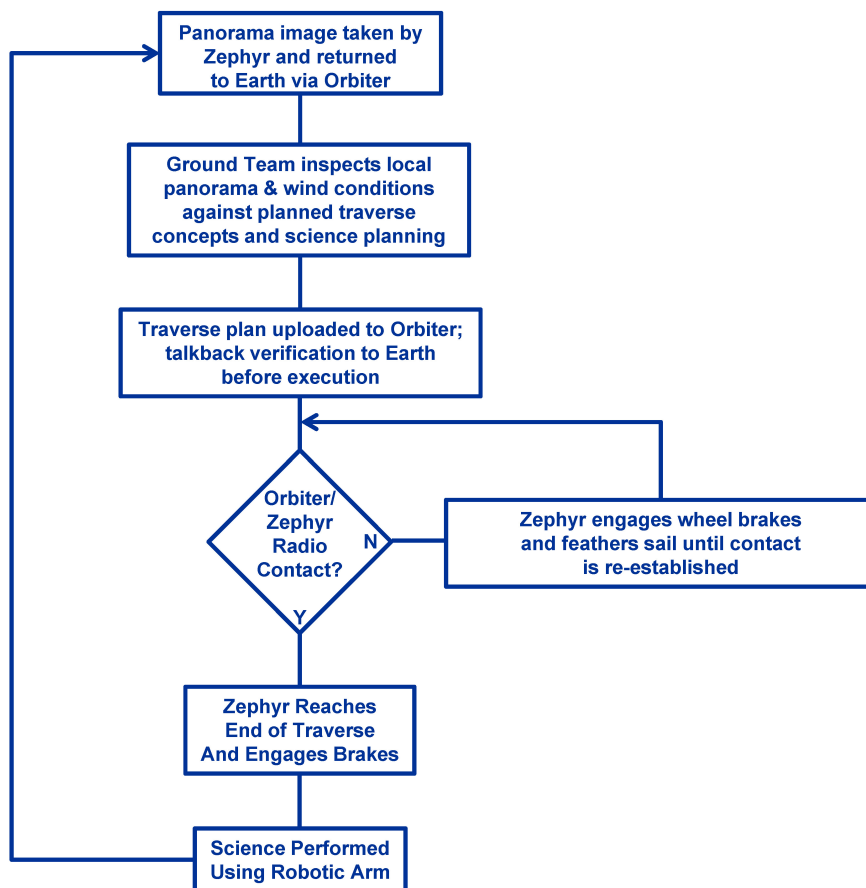 Panorama image taken by
Zephyr and returned
to Earth via Orbiter
Ground Team inspects local
panorama & wind conditions
against planned traverse
concepts and science planning
Traverse plan uploaded to Orbiter;
talkback verification to Earth
before execution
Orbiter/
Zephyr
Radio
Contact?
N
Y
Zephyr engages wheel brakes
and feathers sail until contact
is re-established
Zephyr Reaches
End of Traverse
And Engages Brakes
Science Performed
Using Robotic Arm